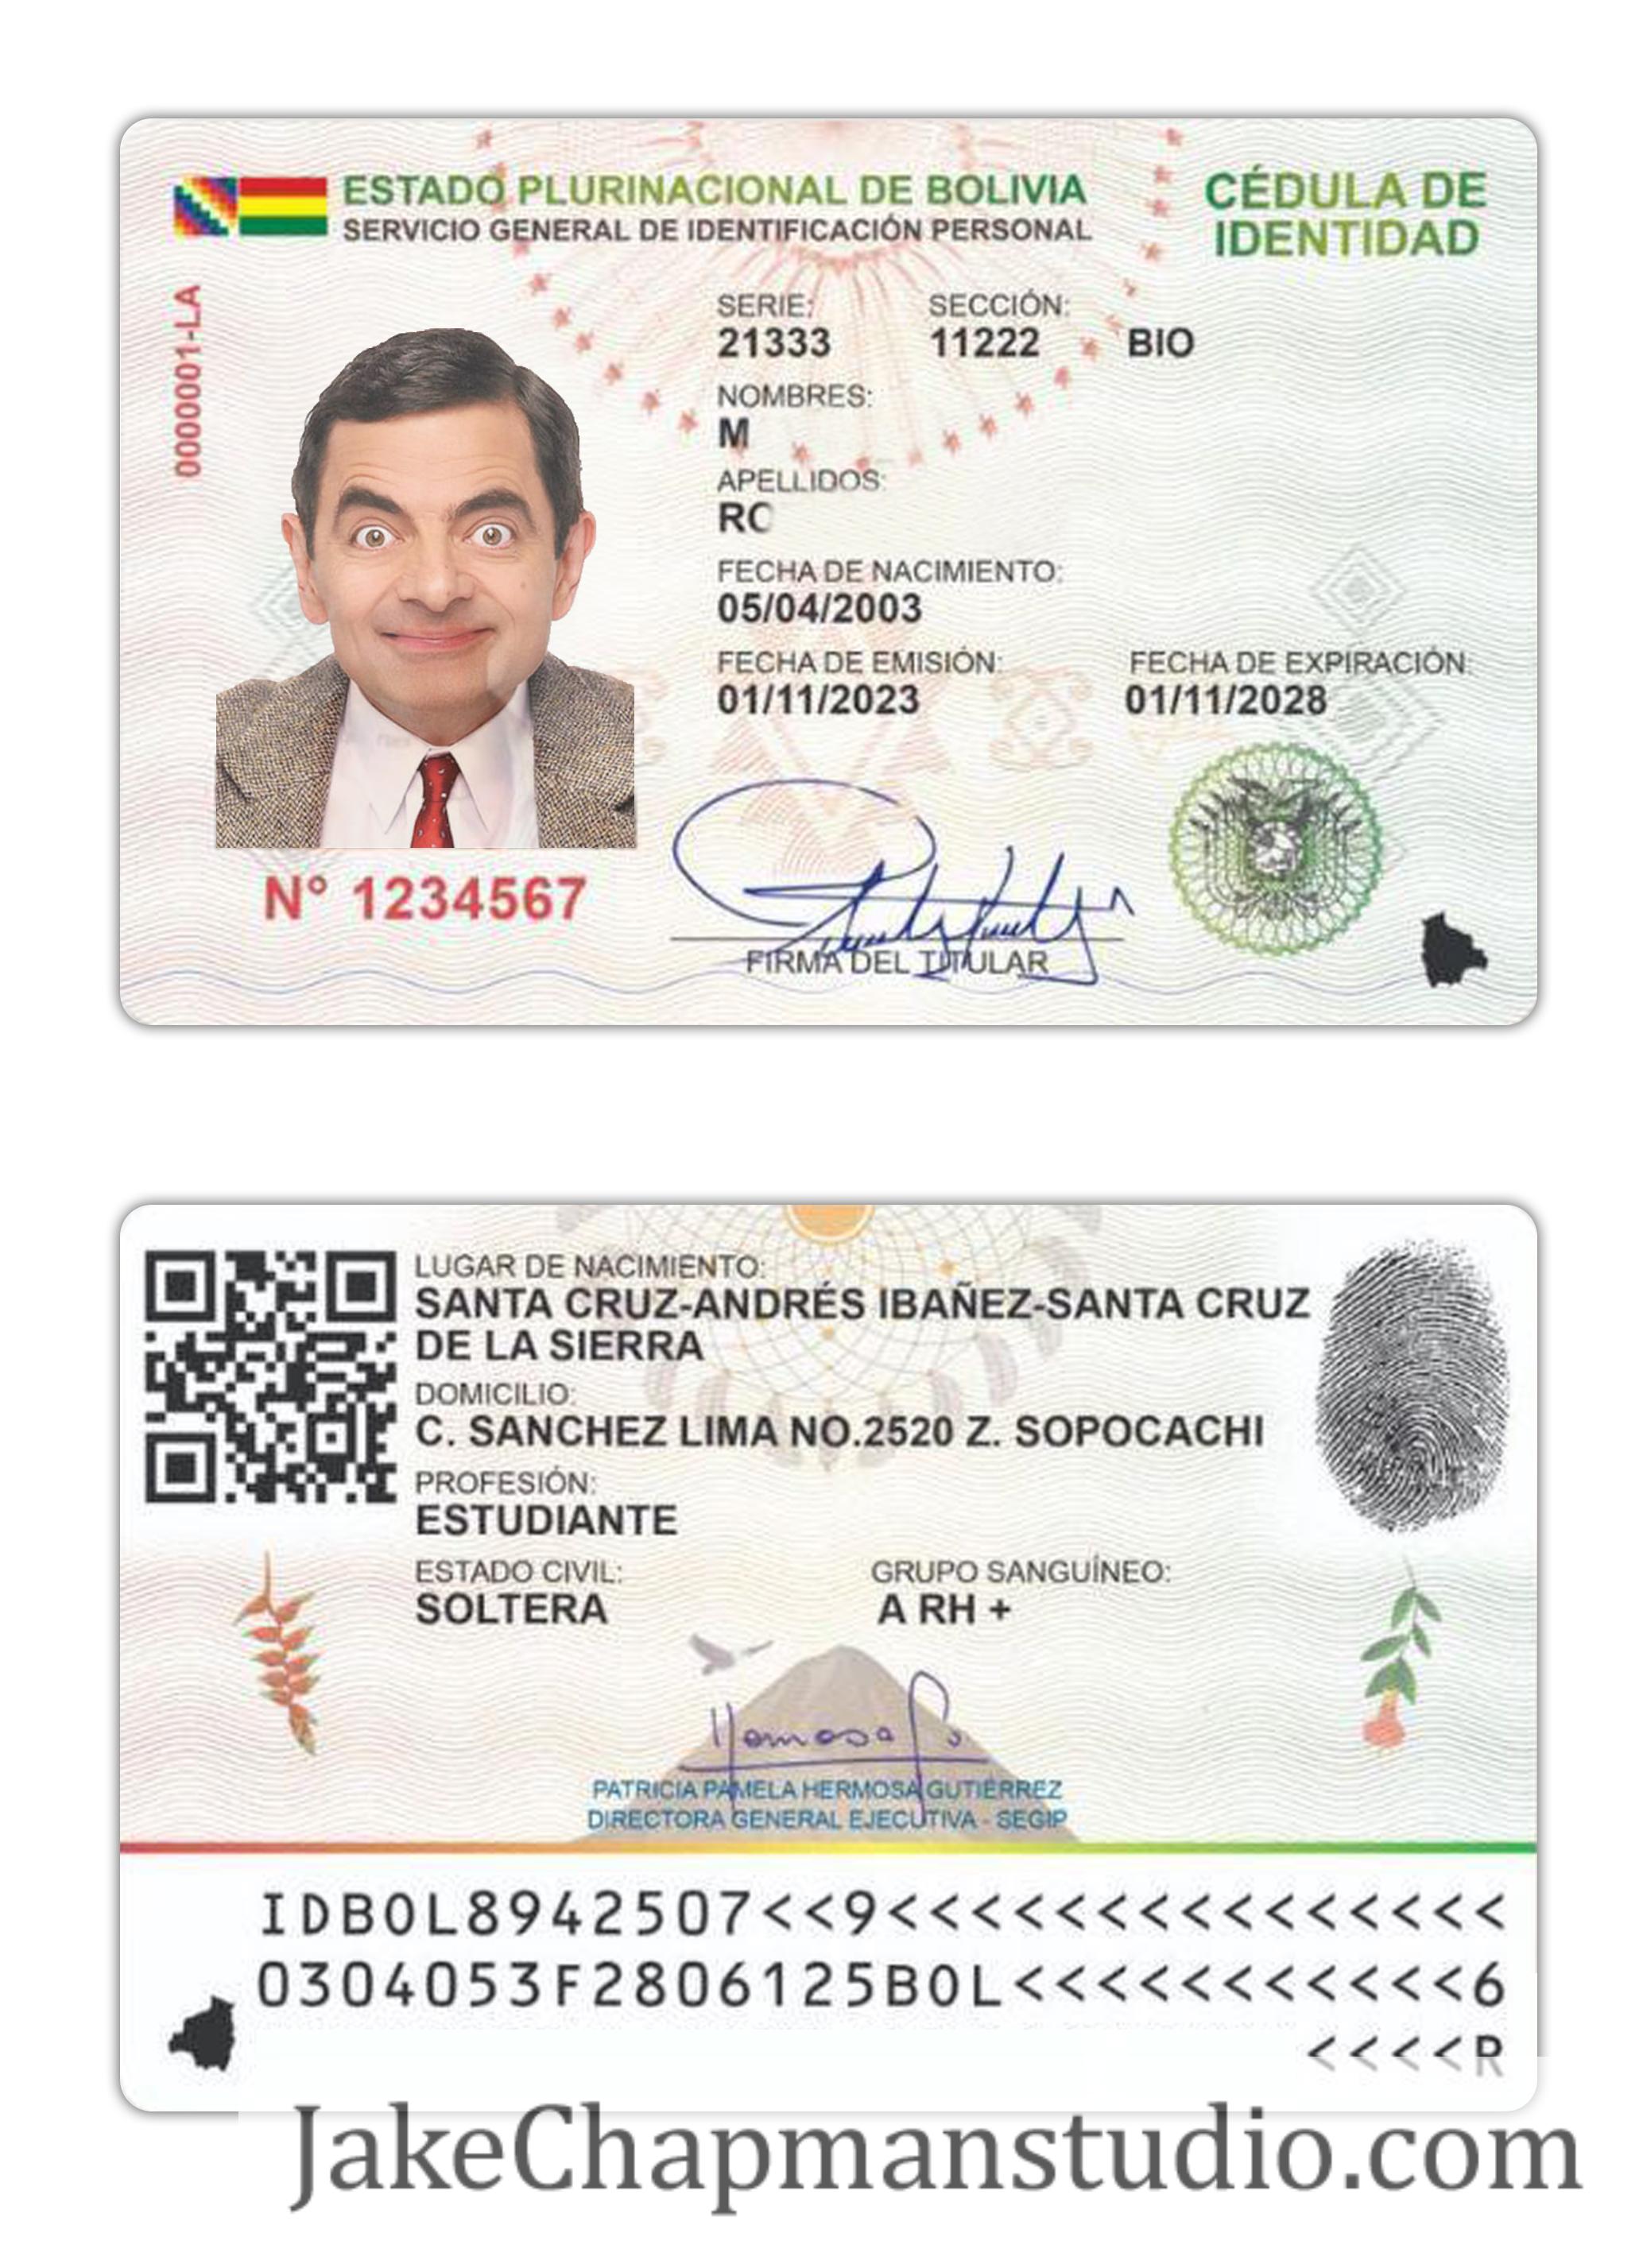 ESTADO PLURINACIONAL DE BOLIVIA
SERVICIO GENERAL DE IDENTIFICACIÓN PERSONAL
CÉDULA DE
IDENTIDAD
0000001-LA
SERIE: SECCIÓN:
21333 11222 BIO
NOMBRES:
M
APELLIDOS:
RO
FECHA DE NACIMIENTO:
05/04/2003
FECHA DE EMISIÓN: FECHA DE EXPIRACIÓN:
01/11/2023 01/11/2028
N° 1234567
FIRMA DEL TITULAR
LUGAR DE NACIMIENTO:
SANTA CRUZ-ANDRÉS IBAÑEZ-SANTA CRUZ
DE LA SIERRA
DOMICILIO:
C. SANCHEZ LIMA NO.2520 Z. SOPOCACHI
PROFESIÓN:
ESTUDIANTE
ESTADO CIVIL: GRUPO SANGUÍNEO:
SOLTERA A RH +
PATRICIA PAMELA HERMOSA GUTIÉRREZ
DIRECTORA GENERAL EJECUTIVA - SEGIP
IDBOL8942507<<9<<<<<<<<<<<<<<<
0304053F2806125BOL<<<<<<<<<<<6
<<<<R
JakeChapmanstudio.com